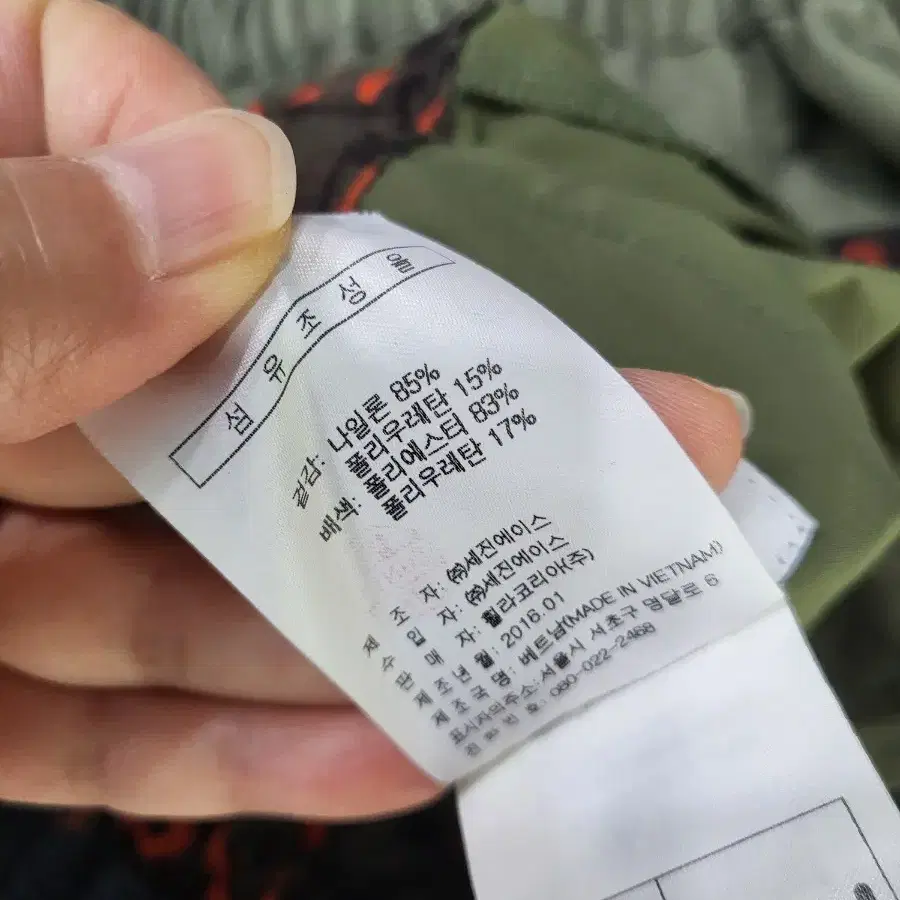 섬유조성율
겉감: 나일론 85%
폴리우레탄 15%
배색: 폴리에스터 83%
폴리우레탄 17%
제 조 자: ㈜세진에이스
수 입 자: ㈜세진에이스
판 매 자: 휠라코리아(주)
제조년월: 2016.01
제조국명: 베트남(MADE IN VIETNAM)
표시자의주소: 서울시 서초구 명달로 6
전 화 번 호: 080-022-2468